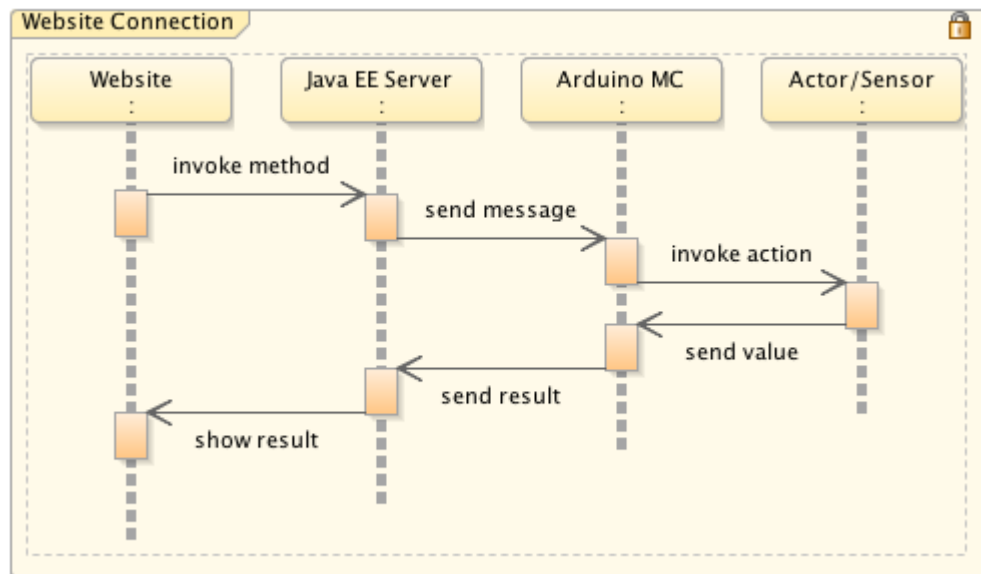 Website Connection
Website
:
Java EE Server
:
Arduino MC
:
Actor/Sensor
:
invoke method
send message
invoke action
send value
send result
show result